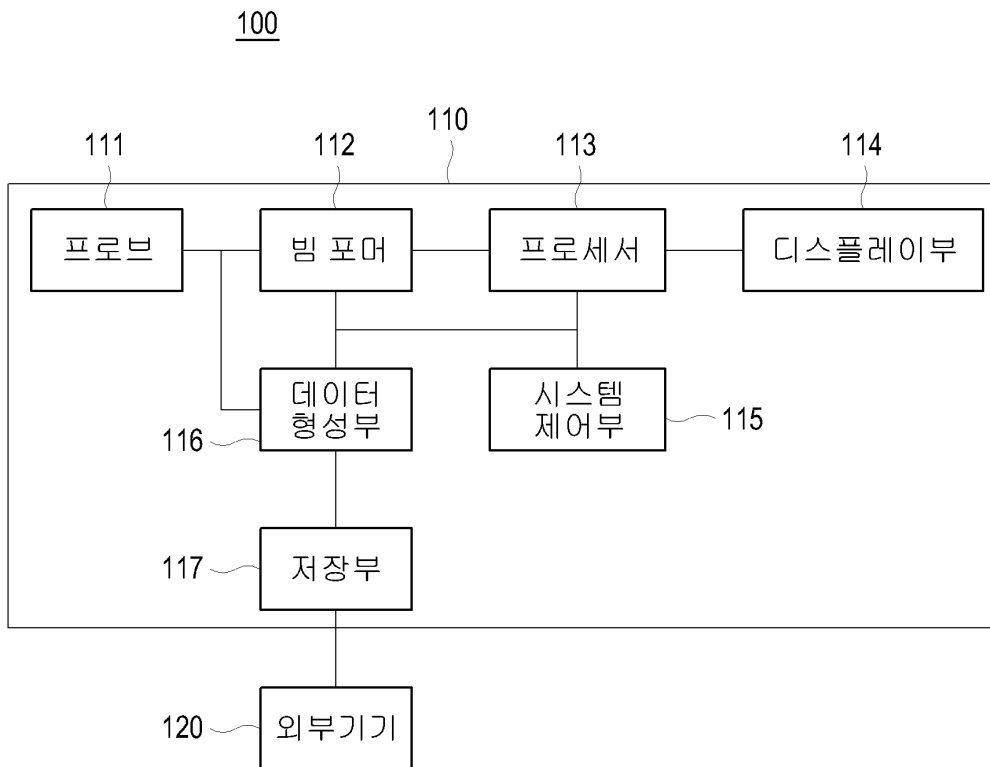 100
110
111
112
113
114
프로브
빔 포머
프로세서
디스플레이부
데이터
형성부
116
시스템
제어부
115
117
저장부
120
외부기기